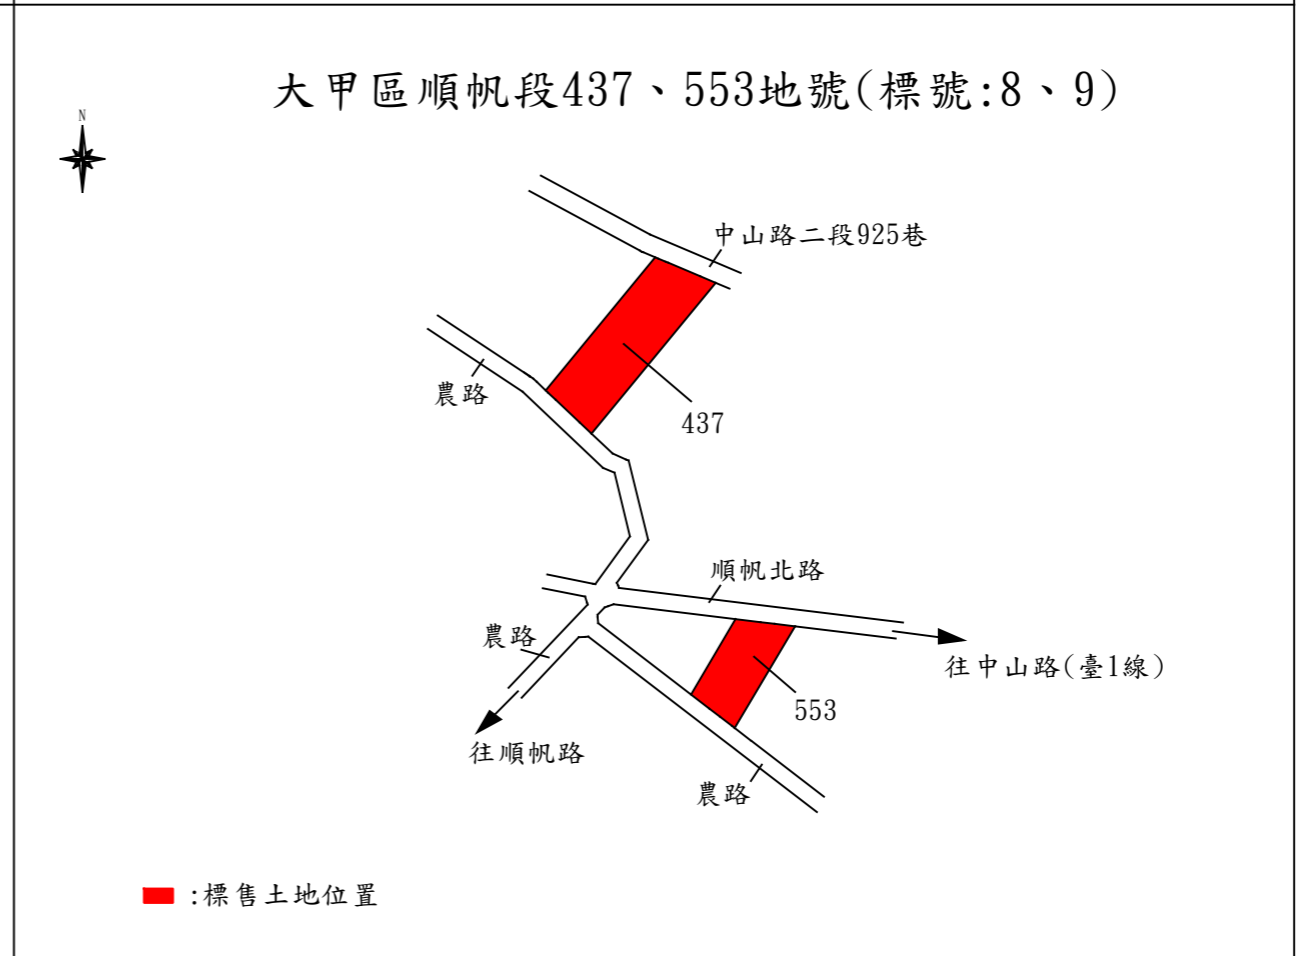 大甲區順帆段437、553地號(標號:8、9)
N
中山路二段925巷
農路
437
順帆北路
農路
往中山路(臺1線)
553
往順帆路
農路
:標售土地位置